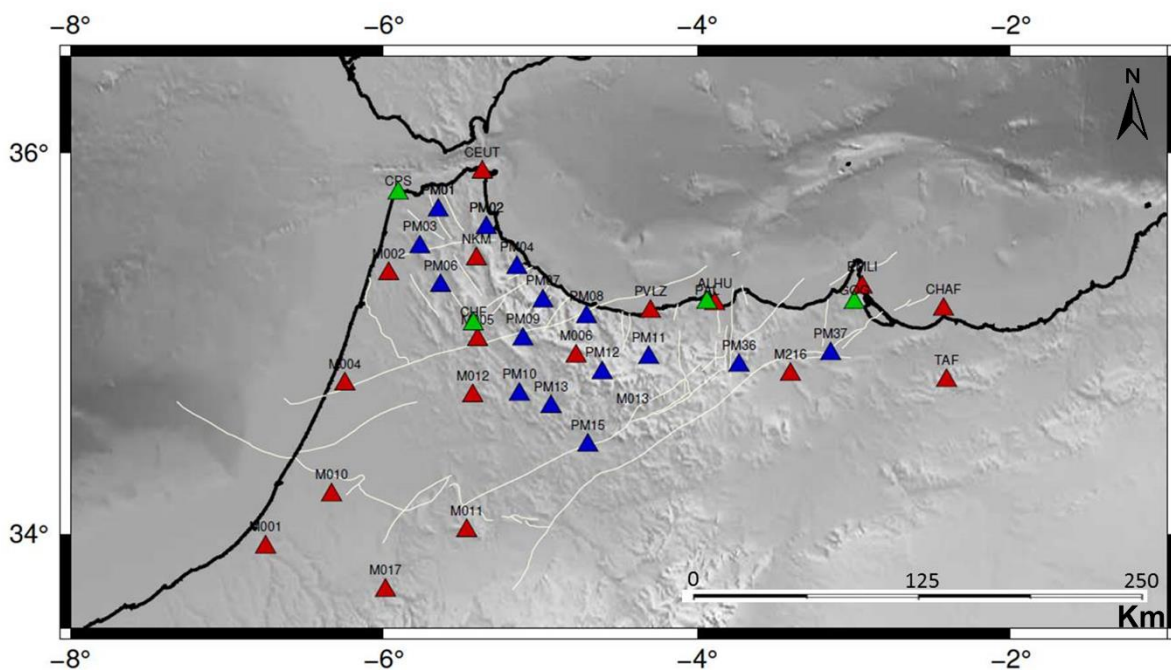 −8° −6° −4° −2°
N
36°
CEUT
CPS
PM01
PM02
PM03
NKM
PM04
M002
PM06
PM07
ALHU
EMLI
PVLZ
CHAF
PM08
CHF
PM09
M006
PM11
PM12
PM36
PM37
M216
TAF
M004
M012
PM10
PM13
M013
PM15
M010
M011
M001
34°
M017
0 125 250
Km
−8° −6° −4° −2°